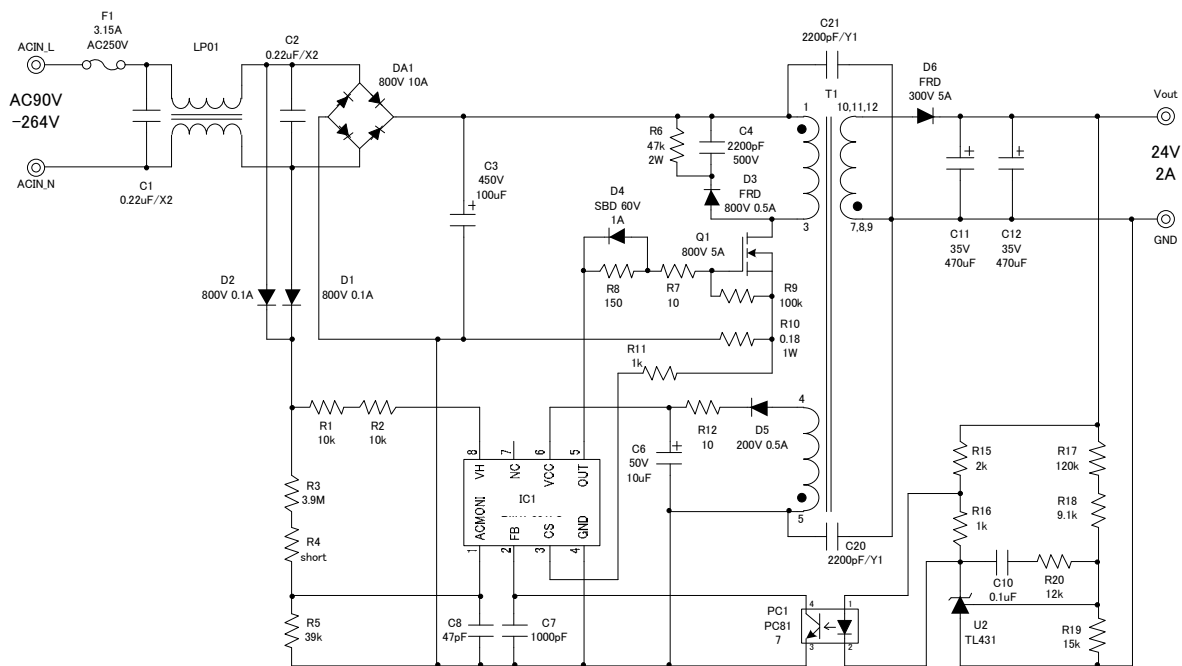 F1
3.15A
AC250V
ACIN_L
AC90V
-264V
ACIN_N
C1
0.22uF/X2
LP01
C2
0.22uF/X2
DA1
800V 10A
C3
450V
100uF
D2
800V 0.1A
D1
800V 0.1A
R6
47k
2W
C4
2200pF
500V
D3
FRD
800V 0.5A
D4
SBD 60V
1A
Q1
800V 5A
R8
150
R7
10
R9
100k
R10
0.18
1W
R11
1k
C21
2200pF/Y1
T1
1
10,11,12
3
7,8,9
4
5
D6
FRD
300V 5A
Vout
24V
2A
GND
C11
35V
470uF
C12
35V
470uF
R1
10k
R2
10k
R3
3.9M
R4
short
R5
39k
8
7
6
5
VH
NC
VCC
OUT
IC1
ACMONI
FB
CS
GND
1
2
3
4
C6
50V
10uF
R12
10
D5
200V 0.5A
C20
2200pF/Y1
C8
47pF
C7
1000pF
PC1
PC81
7
4
1
3
2
R15
2k
R16
1k
R17
120k
R18
9.1k
C10
0.1uF
R20
12k
U2
TL431
R19
15k